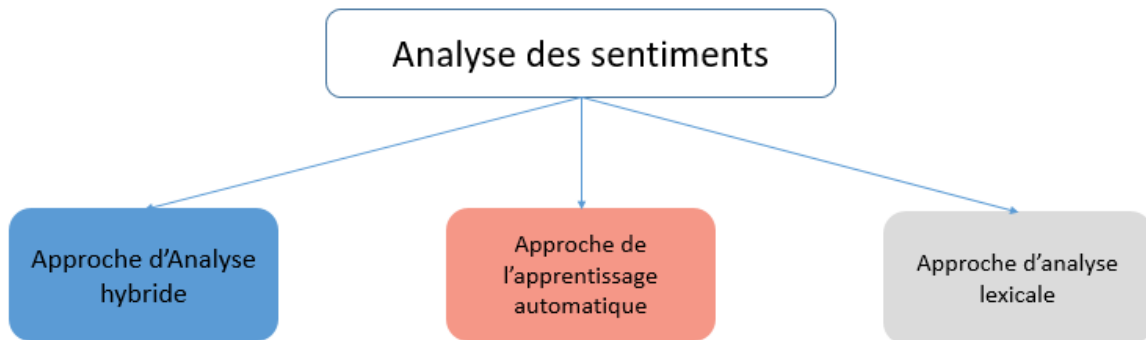 Analyse des sentiments
Approche d’Analyse
hybride
Approche de
l’apprentissage
automatique
Approche d’analyse
lexicale